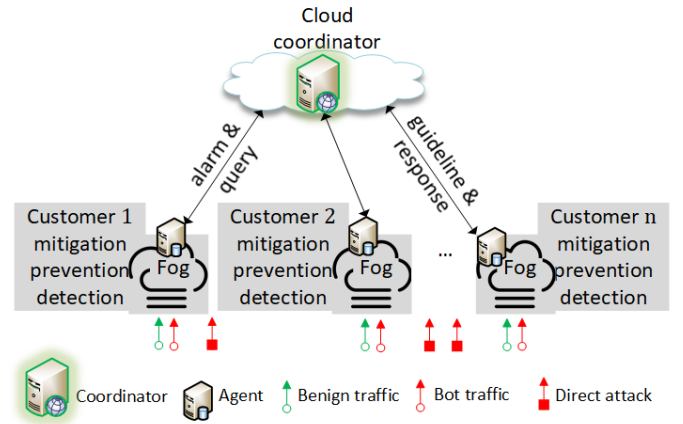 Cloud
coordinator
alarm &
query
guideline &
response
Customer 1
mitigation
prevention
detection
Fog
Customer 2
mitigation
prevention
detection
Fog
...
Fog
Customer n
mitigation
prevention
detection
Coordinator
Agent
Benign traffic
Bot traffic
Direct attack